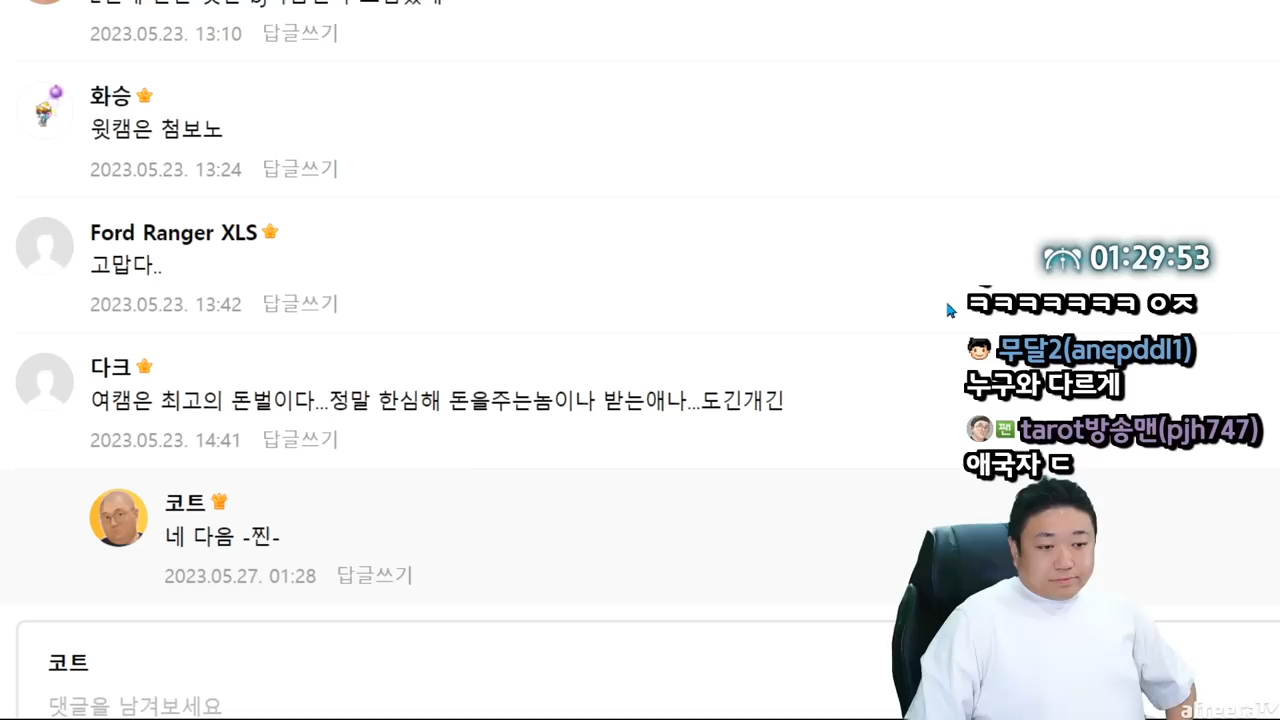 2023.05.23. 13:10 답글쓰기
화승
윗캠은 첨보노
2023.05.23. 13:24 답글쓰기
Ford Ranger XLS
고맙다..
2023.05.23. 13:42 답글쓰기
다크
여캠은 최고의 돈벌이다...정말 한심해 돈을주는놈이나 받는애나...도긴개긴
2023.05.23. 14:41 답글쓰기
코트
네 다음 -찐-
2023.05.27. 01:28 답글쓰기
코트
댓글을 남겨보세요
01:29:53
ㅋㅋㅋㅋㅋㅋㅋ ㅇㅈ
무달2(anepddl1)
누구와 다르게
팬 tarot방송맨(pjh747)
애국자 ㄷ
afreecaTV